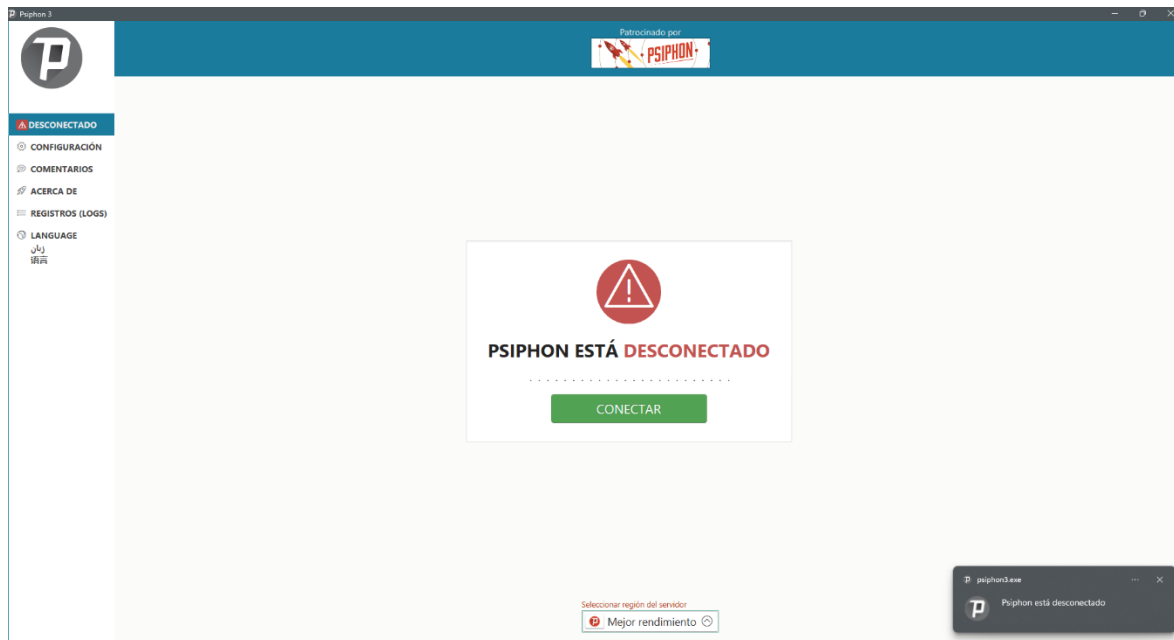 Psiphon 3
Patrocinado por
PSIPHON
DESCONECTADO
CONFIGURACIÓN
COMENTARIOS
ACERCA DE
REGISTROS (LOGS)
LANGUAGE
زبان
语言
PSIPHON ESTÁ DESCONECTADO
CONECTAR
Seleccionar región del servidor
Mejor rendimiento
psiphon3.exe
Psiphon está desconectado